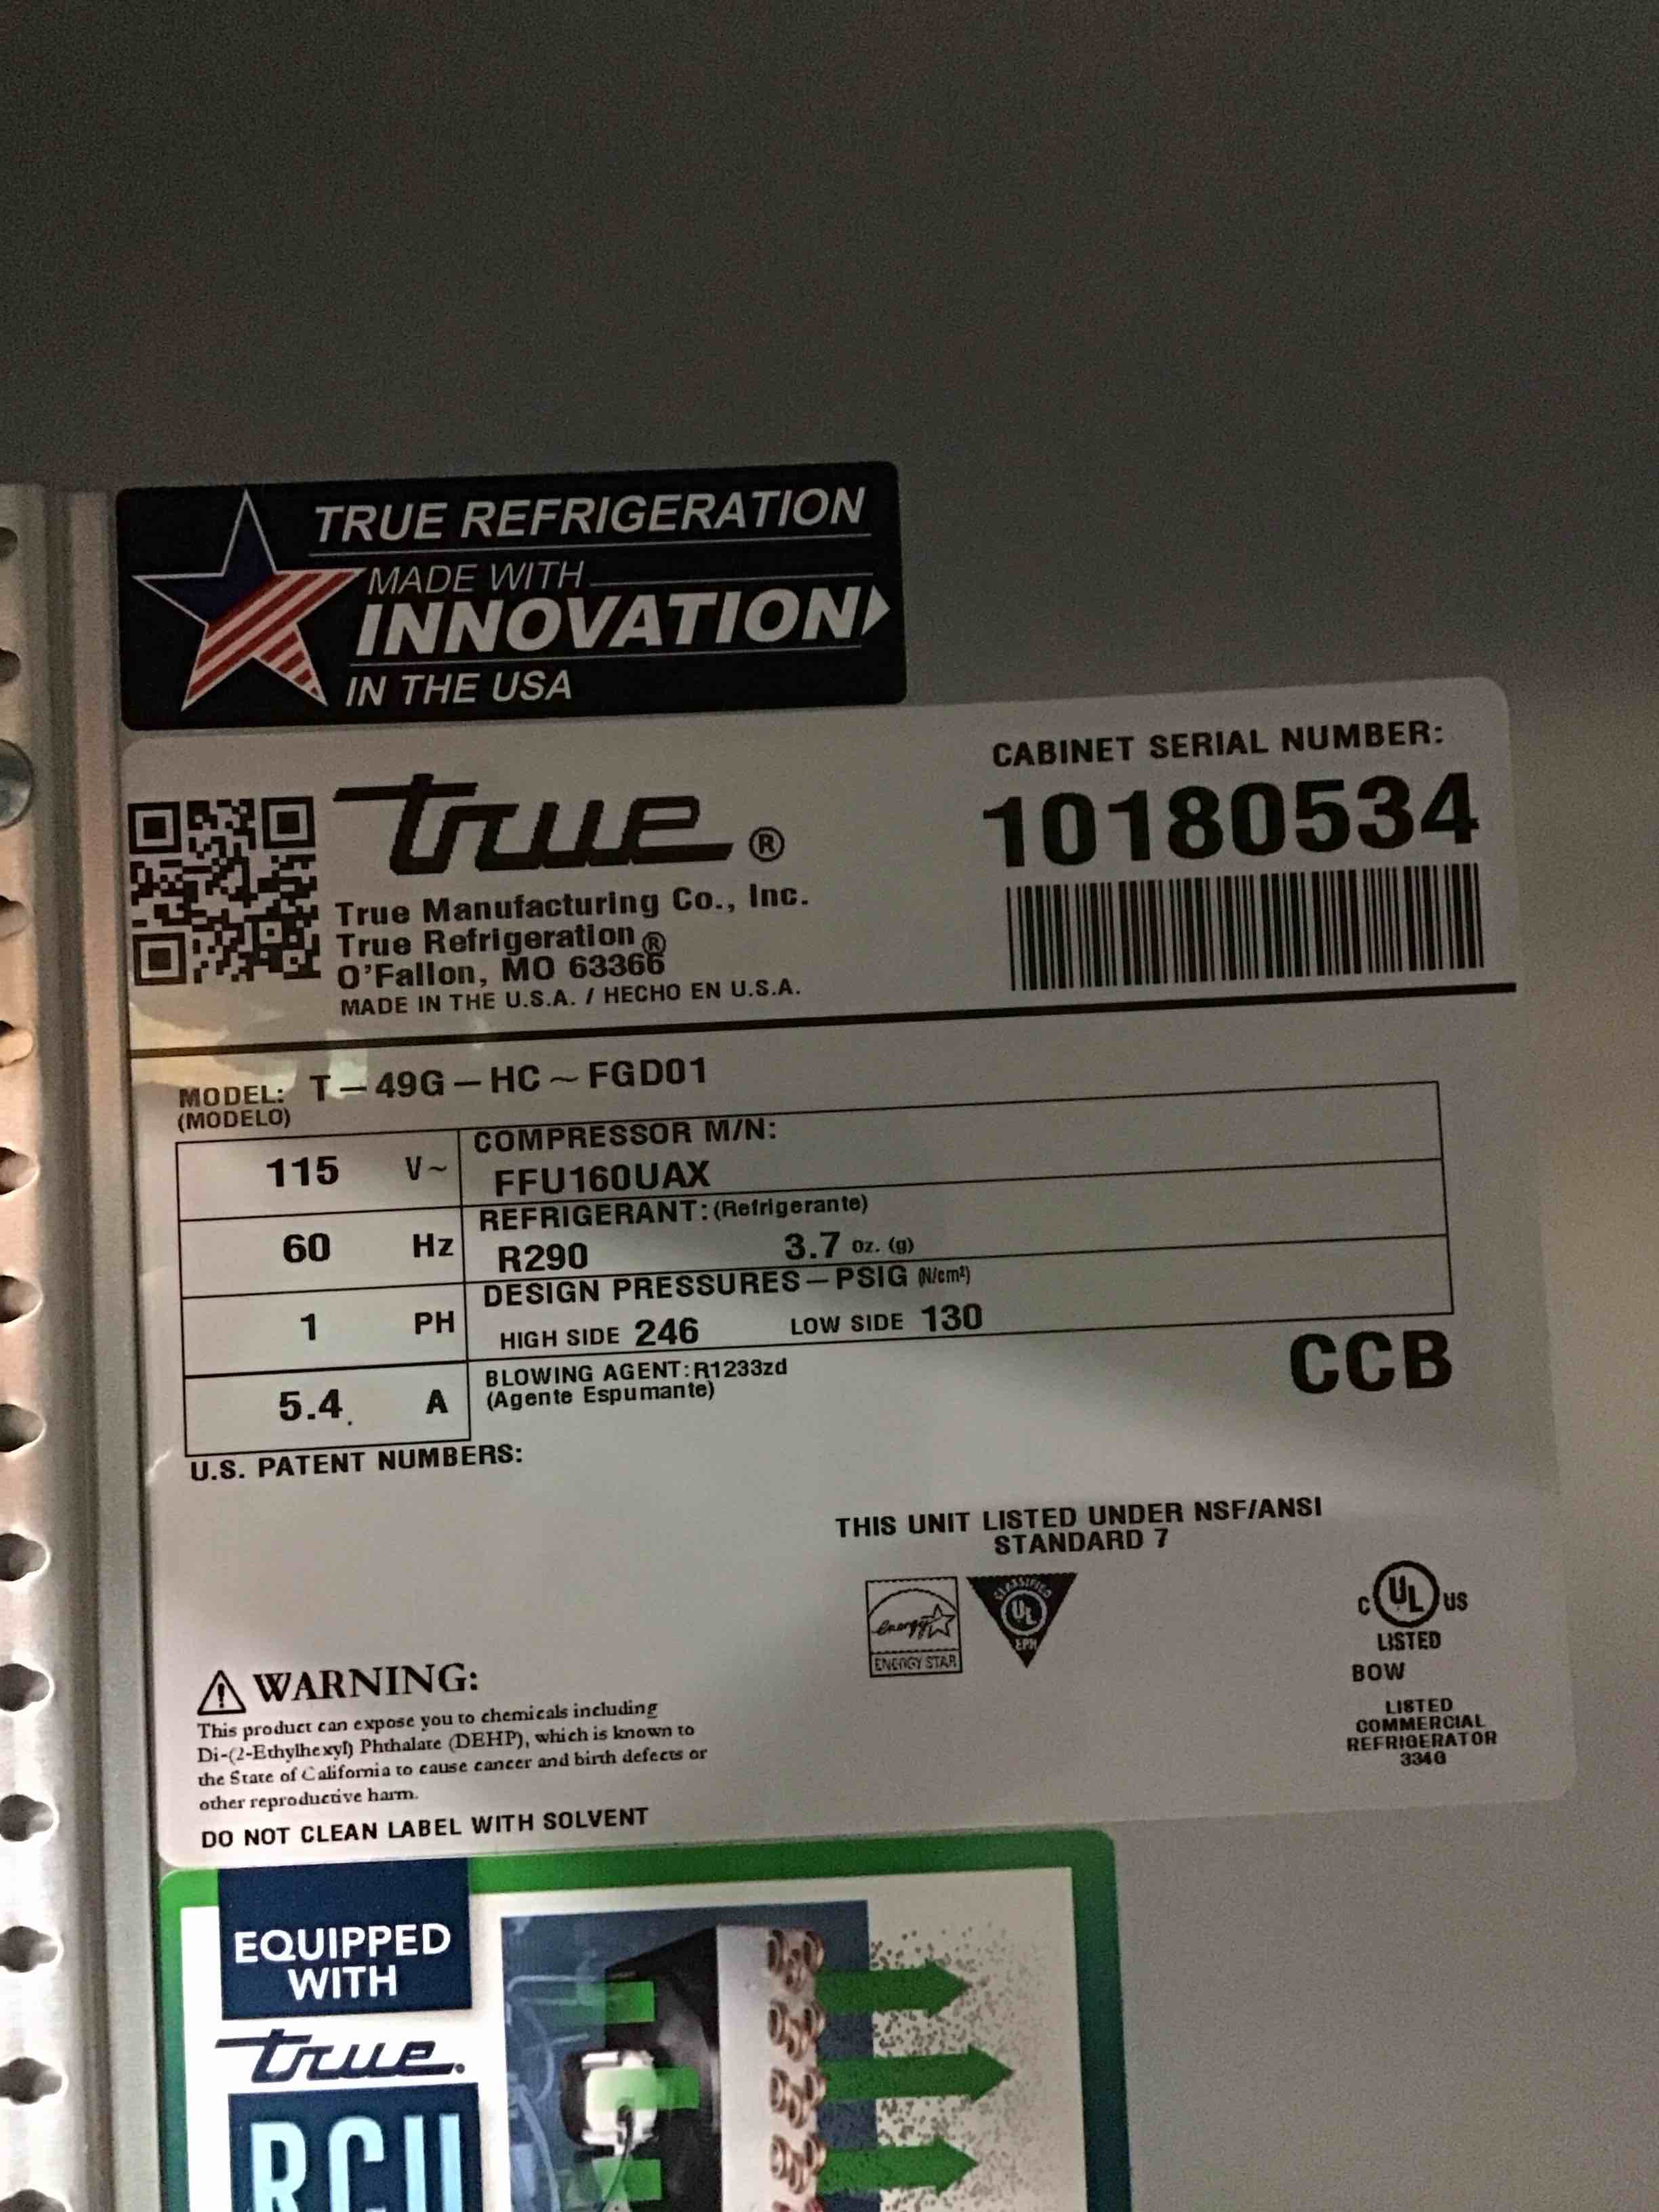 TRUE REFRIGERATION
MADE WITH
INNOVATION
IN THE USA
CABINET SERIAL NUMBER:
10180534
true®
True Manufacturing Co., Inc.
True Refrigeration®
O'Fallon, MO 63366
MADE IN THE U.S.A. / HECHO EN U.S.A.
MODEL: T-49G-HC~FGD01
(MODELO)
115 V~
COMPRESSOR M/N:
FFU160UAX
60 Hz
REFRIGERANT: (Refrigerante)
R290 3.7 oz. (g)
1 PH
DESIGN PRESSURES-PSIG (N/cm²)
HIGH SIDE 246 LOW SIDE 130
5.4 A
BLOWING AGENT: R1233zd
(Agente Espumante)
CCB
U.S. PATENT NUMBERS:
THIS UNIT LISTED UNDER NSF/ANSI
STANDARD 7
energy
ENERGY STAR
CLASSIFIED
UL
EPH
C UL US
LISTED
BOW
LISTED
COMMERCIAL
REFRIGERATOR
334G
WARNING:
This product can expose you to chemicals including
Di-(2-Ethylhexyl) Phthalate (DEHP), which is known to
the State of California to cause cancer and birth defects or
other reproductive harm.
DO NOT CLEAN LABEL WITH SOLVENT
EQUIPPED
WITH
true.
RCU